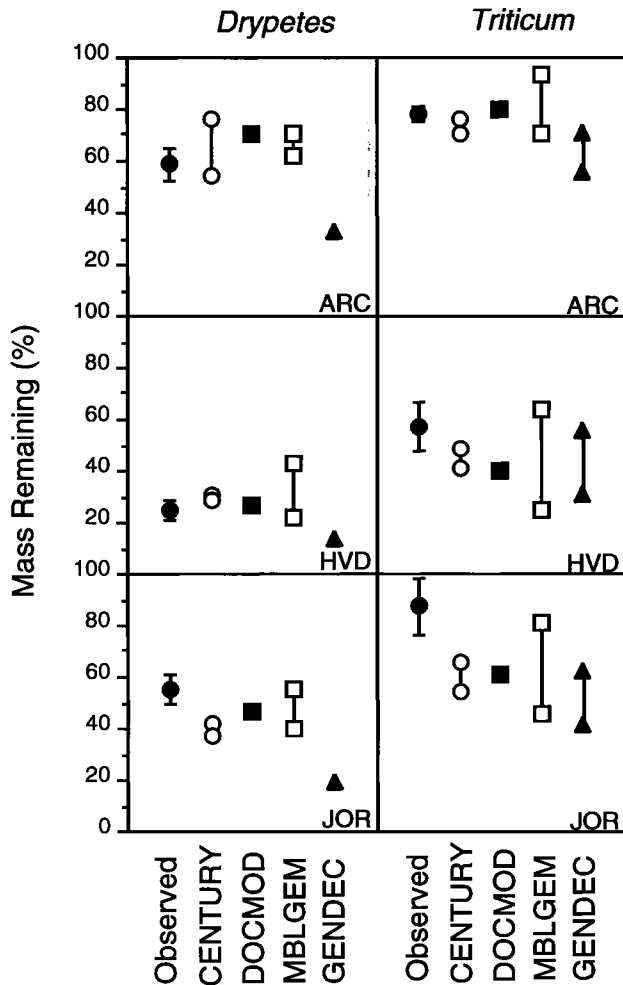 Drypetes Triticum
Mass Remaining (%)
100
80
60
40
20
ARC ARC
100
80
60
40
20
HVD HVD
100
80
60
40
20
0
JOR JOR
Observed
CENTURY
DOCMOD
MBLGEM
GENDEC
Observed
CENTURY
DOCMOD
MBLGEM
GENDEC